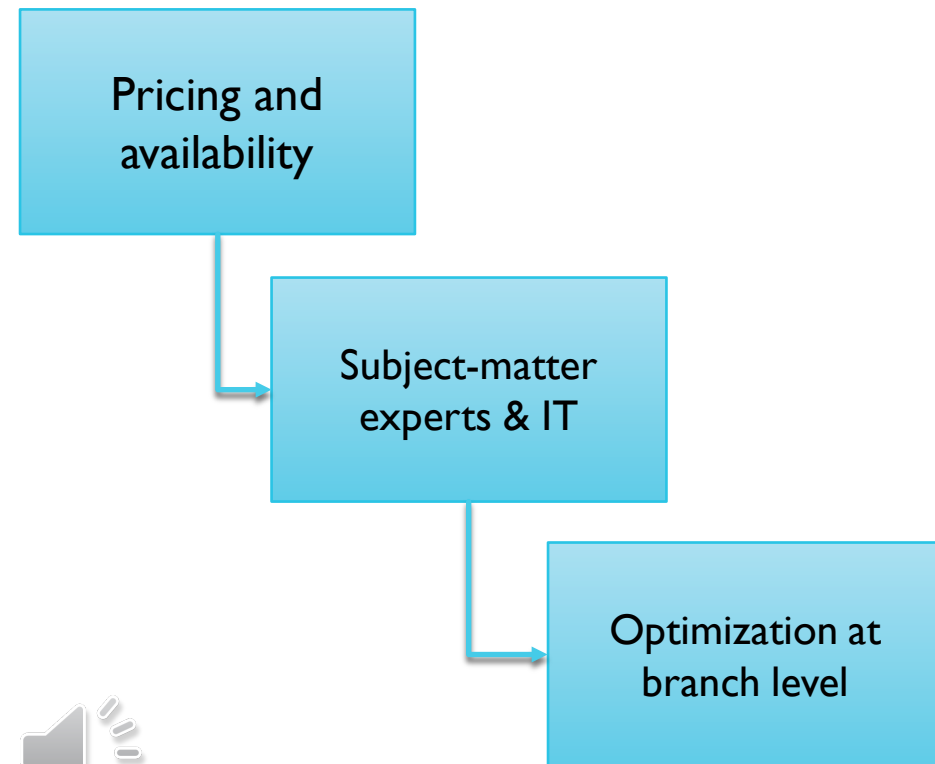 Pricing and
availability
Subject-matter
experts & IT
Optimization at
branch level